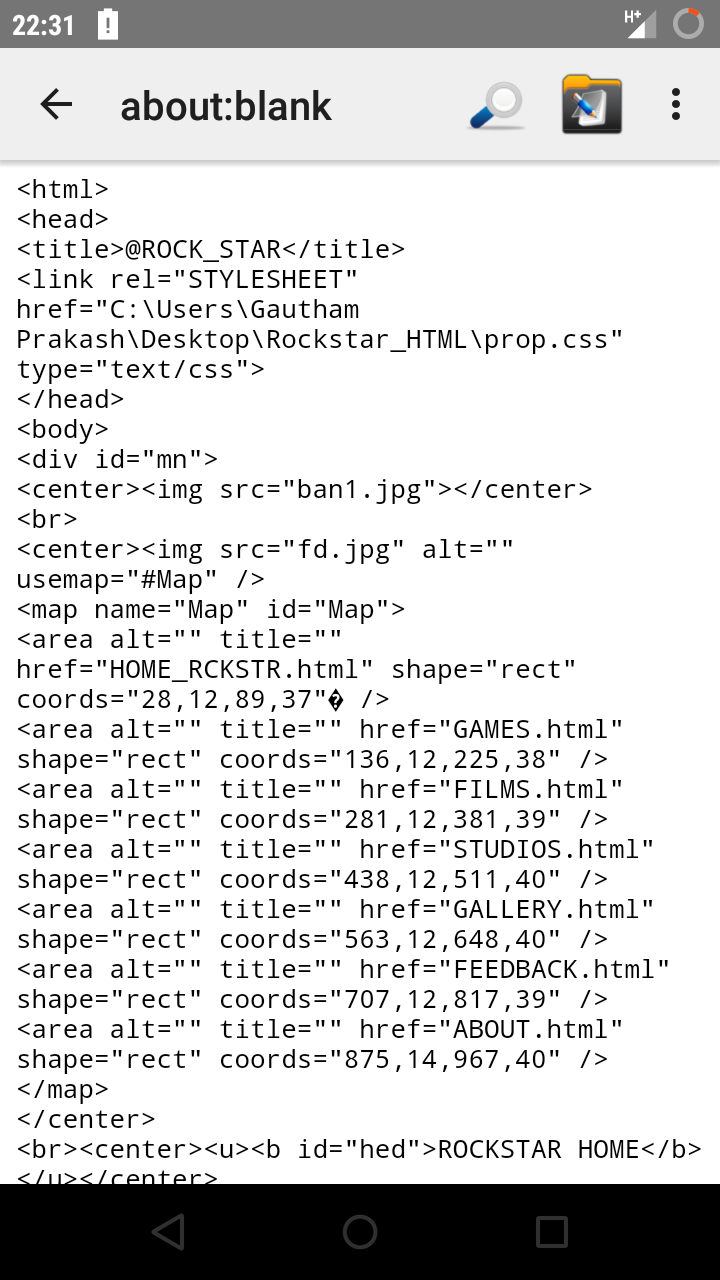 22:31
H+
about:blank
<html>
<head>
<title>@ROCK_STAR</title>
<link rel="STYLESHEET"
href="C:\Users\Gautham
Prakash\Desktop\Rockstar_HTML\prop.css"
type="text/css">
</head>
<body>
<div id="mn">
<center><img src="ban1.jpg"></center>
<br>
<center><img src="fd.jpg" alt=""
usemap="#Map" />
<map name="Map" id="Map">
<area alt="" title=""
href="HOME_RCKSTR.html" shape="rect"
coords="28,12,89,37"� />
<area alt="" title="" href="GAMES.html"
shape="rect" coords="136,12,225,38" />
<area alt="" title="" href="FILMS.html"
shape="rect" coords="281,12,381,39" />
<area alt="" title="" href="STUDIOS.html"
shape="rect" coords="438,12,511,40" />
<area alt="" title="" href="GALLERY.html"
shape="rect" coords="563,12,648,40" />
<area alt="" title="" href="FEEDBACK.html"
shape="rect" coords="707,12,817,39" />
<area alt="" title="" href="ABOUT.html"
shape="rect" coords="875,14,967,40" />
</map>
</center>
<br><center><u><b id="hed">ROCKSTAR HOME</b>
</u></center>